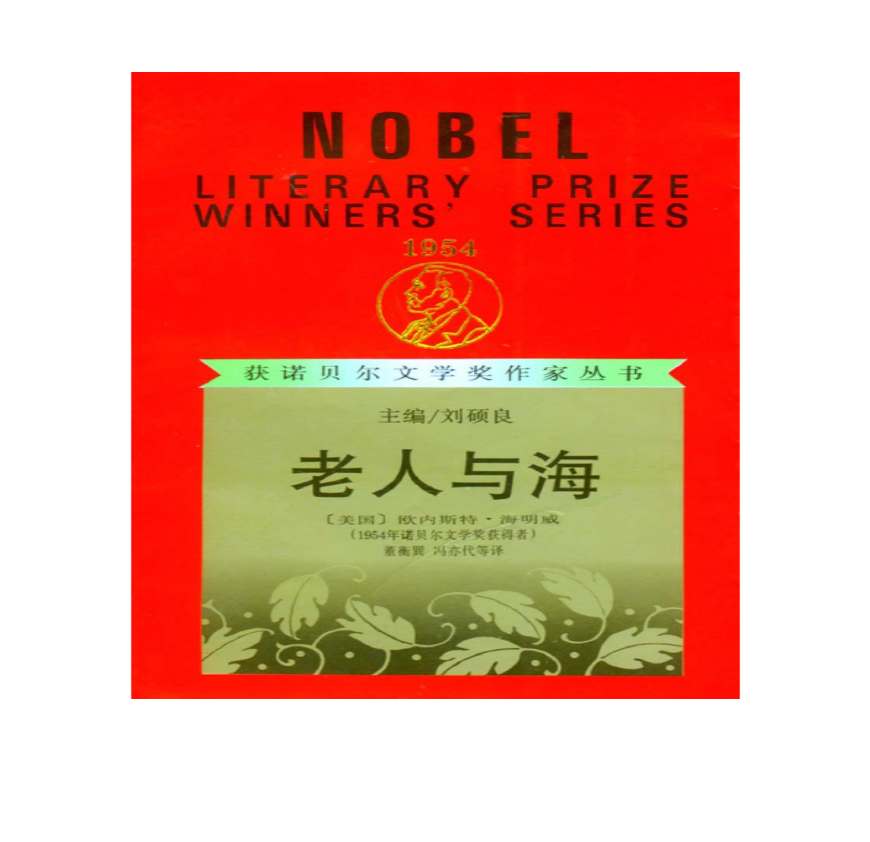 NOBEL
LITERARY PRIZE
WINNERS' SERIES
1954
获诺贝尔文学奖作家丛书
主编/刘硕良
老人与海
〔美国〕欧内斯特·海明威
(1954年诺贝尔文学奖获得者)
董衡巽 冯亦代等译